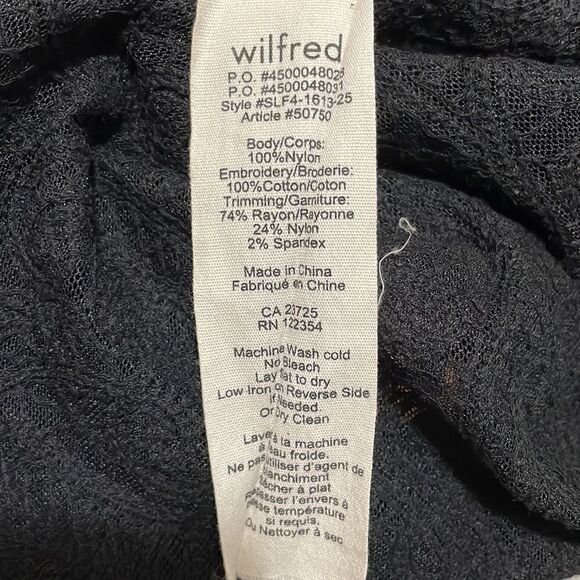 wilfred
P.O. #4500048026
P.O. #4500048031
Style #SLF4-1613-25
Article #50750
Body/Corps:
100%Nylon
Embroidery/Broderie:
100%Cotton/Coton
Trimming/Garniture:
74% Rayon/Rayonne
24% Nylon
2% Spandex
Made in China
Fabriqué en Chine
CA 23725
RN 122354
Machine Wash cold
No Bleach
Lay flat to dry
Low Iron on Reverse Side
If Needed.
Or Dry Clean
Laver à la machine
à eau froide.
Ne pas utiliser d'agent de
blanchiment
Sécher à plat
Repasser l'envers à
basse température
si requis.
Ou Nettoyer à sec